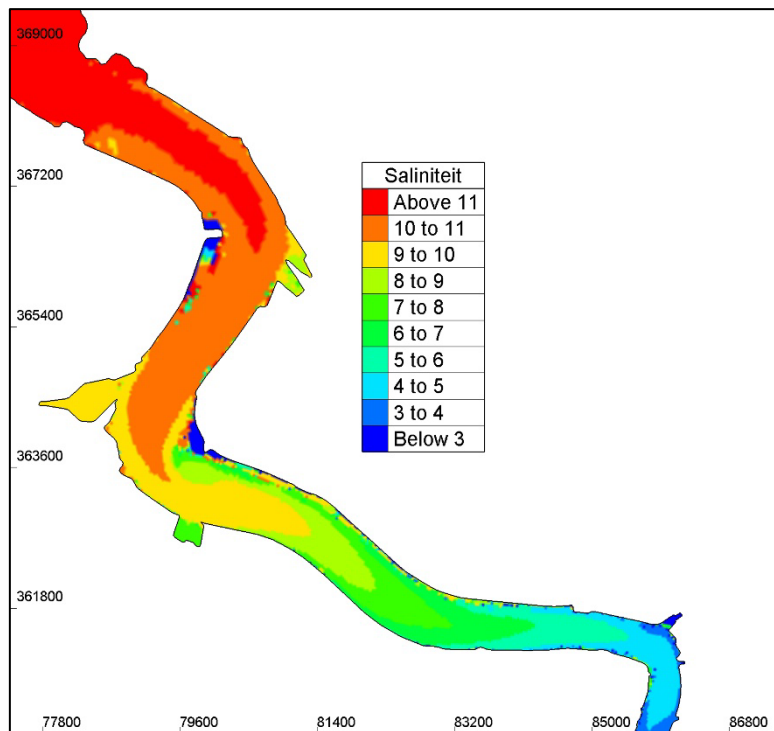 369000
367200
Saliniteit
Above 11
10 to 11
9 to 10
8 to 9
7 to 8
6 to 7
5 to 6
4 to 5
3 to 4
Below 3
365400
363600
361800
77800 79600 81400 83200 85000 86800